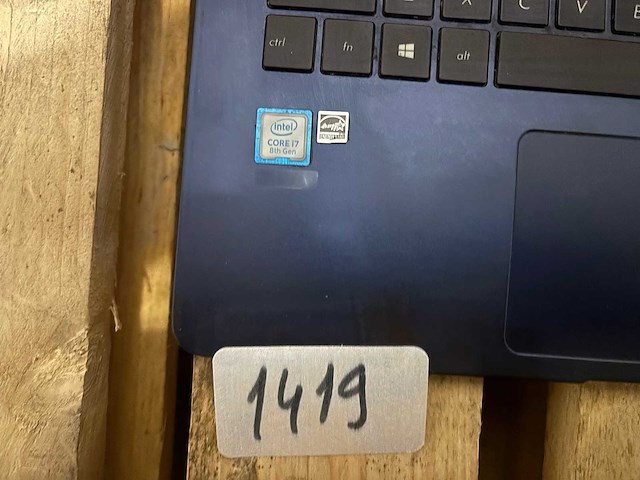 X C V
ctrl fn alt
intel
CORE i7
8th Gen
1419